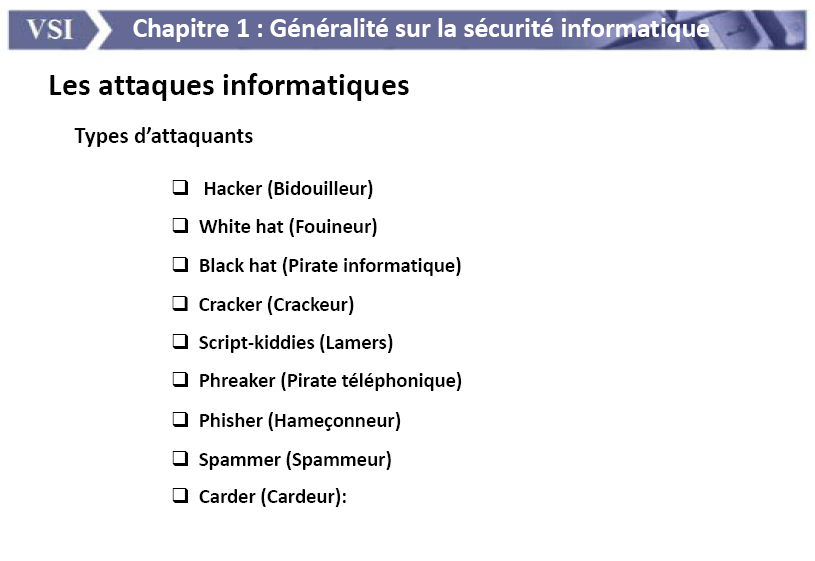 VSI Chapitre 1 : Généralité sur la sécurité informatique
Les attaques informatiques
Types d’attaquants
❑ Hacker (Bidouilleur)
❑ White hat (Fouineur)
❑ Black hat (Pirate informatique)
❑ Cracker (Crackeur)
❑ Script-kiddies (Lamers)
❑ Phreaker (Pirate téléphonique)
❑ Phisher (Hameçonneur)
❑ Spammer (Spammeur)
❑ Carder (Cardeur):